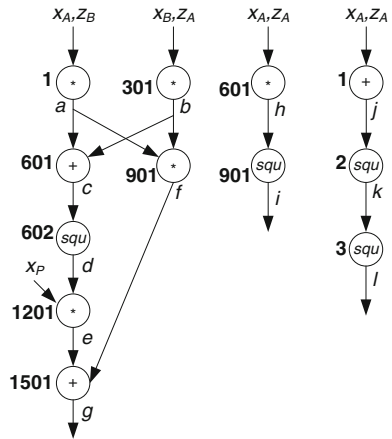 x_A,z_B x_B,z_A x_A,z_A x_A,z_A
1 * 301 * 601 * 1 +
a b h j
601 + 901 * 901 squ 2 squ
c f i k
602 squ 3 squ
d l
x_P
1201 *
e
1501 +
g